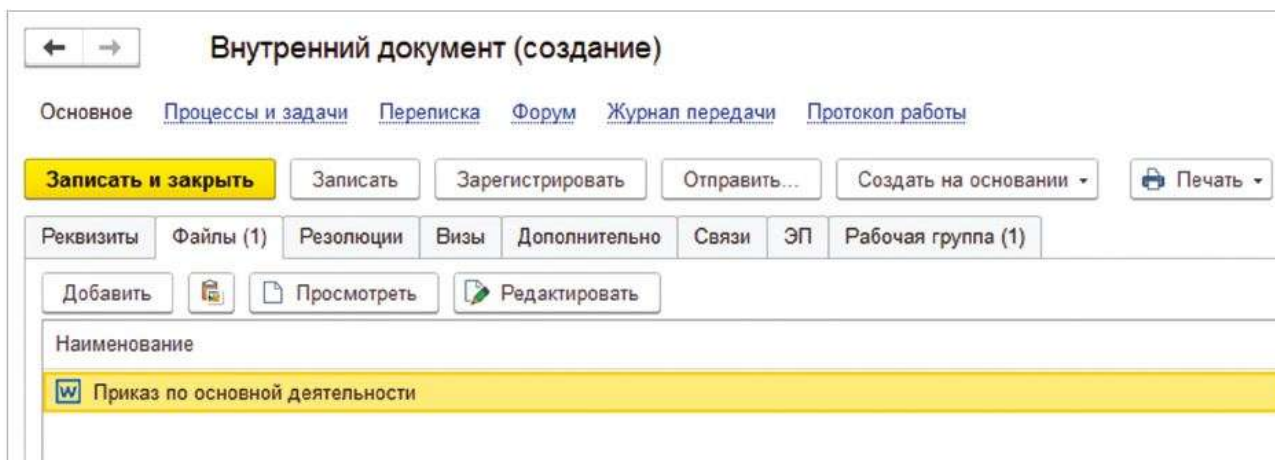 Внутренний документ (создание)
Основное Процессы и задачи Переписка Форум Журнал передачи Протокол работы
Записать и закрыть Записать Зарегистрировать Отправить... Создать на основании Печать
Реквизиты Файлы (1) Резолюции Визы Дополнительно Связи ЭП Рабочая группа (1)
Добавить Просмотреть Редактировать
Наименование
Приказ по основной деятельности